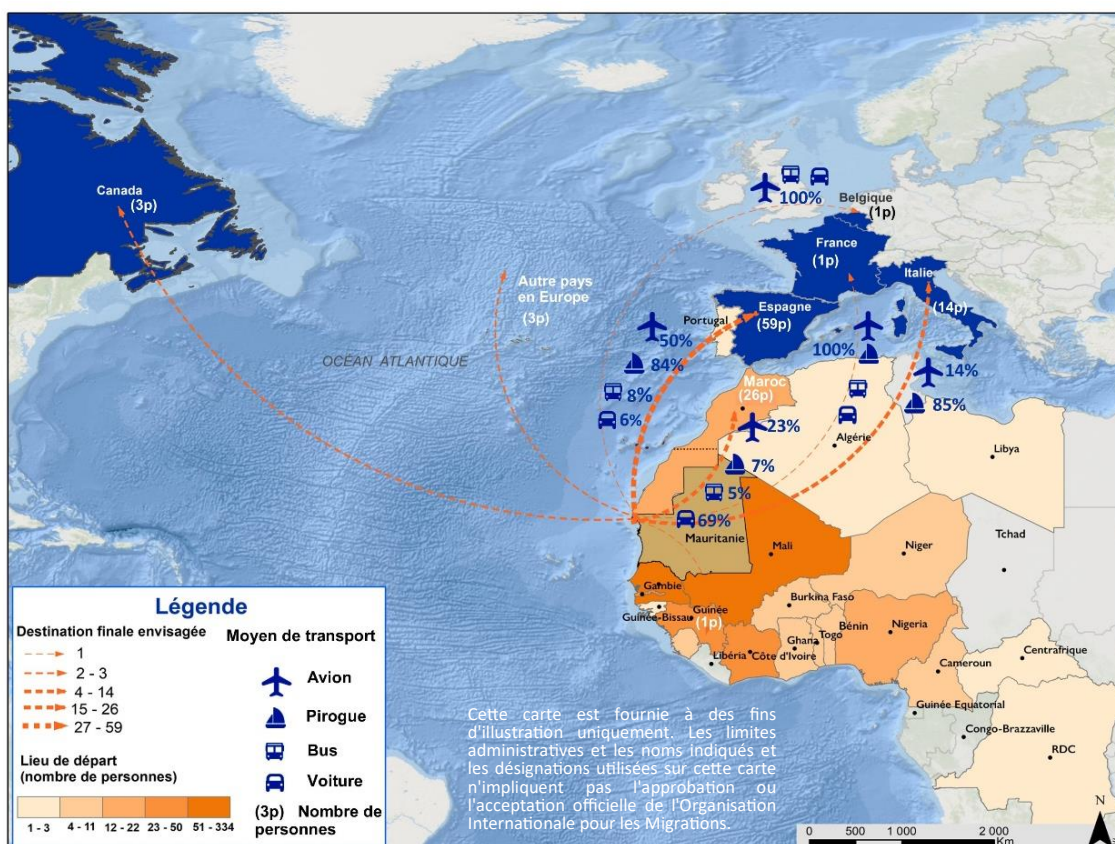 Canada
(3p)
100%
Belgique
(1p)
France
(1p)
Italie
(14p)
Autre pays
en Europe
(3p)
Espagne
(59p)
Portugal
50%
84%
8%
6%
100%
14%
85%
OCÉAN ATLANTIQUE
Maroc
(26p)
23%
7%
5%
69%
Algérie
Libya
Mauritanie
Mali
Niger
Tchad
Gambie
Guinée-Bissau
Guinée
(1p)
Burkina Faso
Bénin
Nigeria
Ghana
Togo
Libéria
Côte d'Ivoire
Cameroun
Centrafrique
Guinée Equatorial
Congo-Brazzaville
RDC
Légende
Destination finale envisagée
1
2 - 3
4 - 14
15 - 26
27 - 59
Lieu de départ
(nombre de personnes)
1 - 3 4 - 11 12 - 22 23 - 50 51 - 334
Moyen de transport
Avion
Pirogue
Bus
Voiture
(3p) Nombre de
personnes
Cette carte est fournie à des fins
d'illustration uniquement. Les limites
administratives et les noms indiqués et
les désignations utilisées sur cette carte
n'impliquent pas l'approbation ou
l'acceptation officielle de l'Organisation
Internationale pour les Migrations.
N
0 500 1 000 2 000
Km